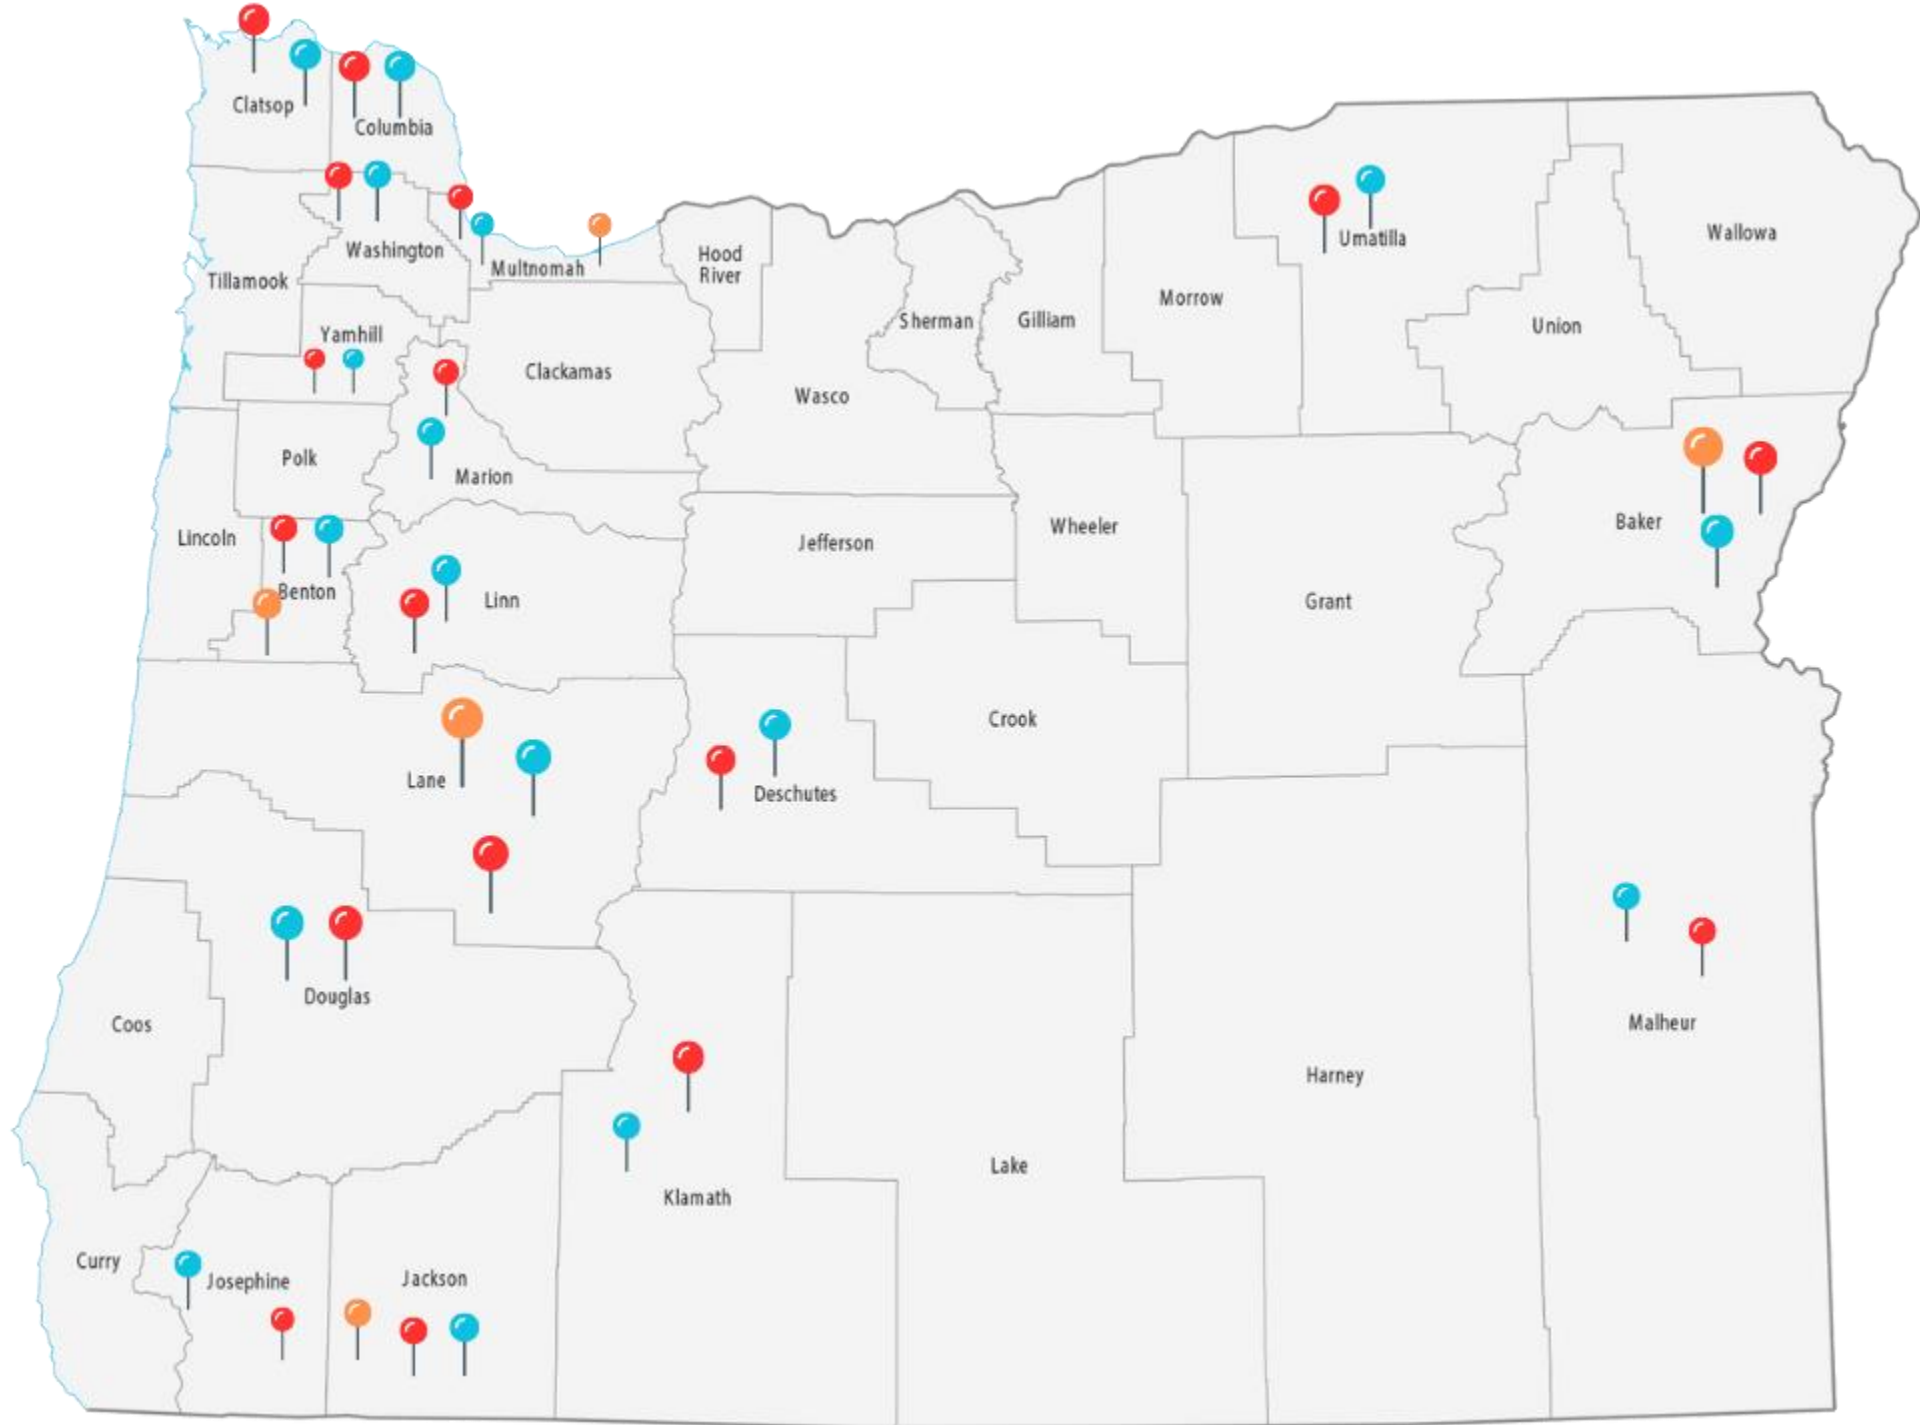 Clatsop
Columbia
Washington
Multnomah
Hood
River
Tillamook
Yamhill
Clackamas
Sherman
Gilliam
Morrow
Umatilla
Wallowa
Union
Wasco
Polk
Marion
Lincoln
Benton
Linn
Jefferson
Wheeler
Grant
Baker
Lane
Deschutes
Crook
Douglas
Coos
Klamath
Lake
Harney
Malheur
Curry
Josephine
Jackson